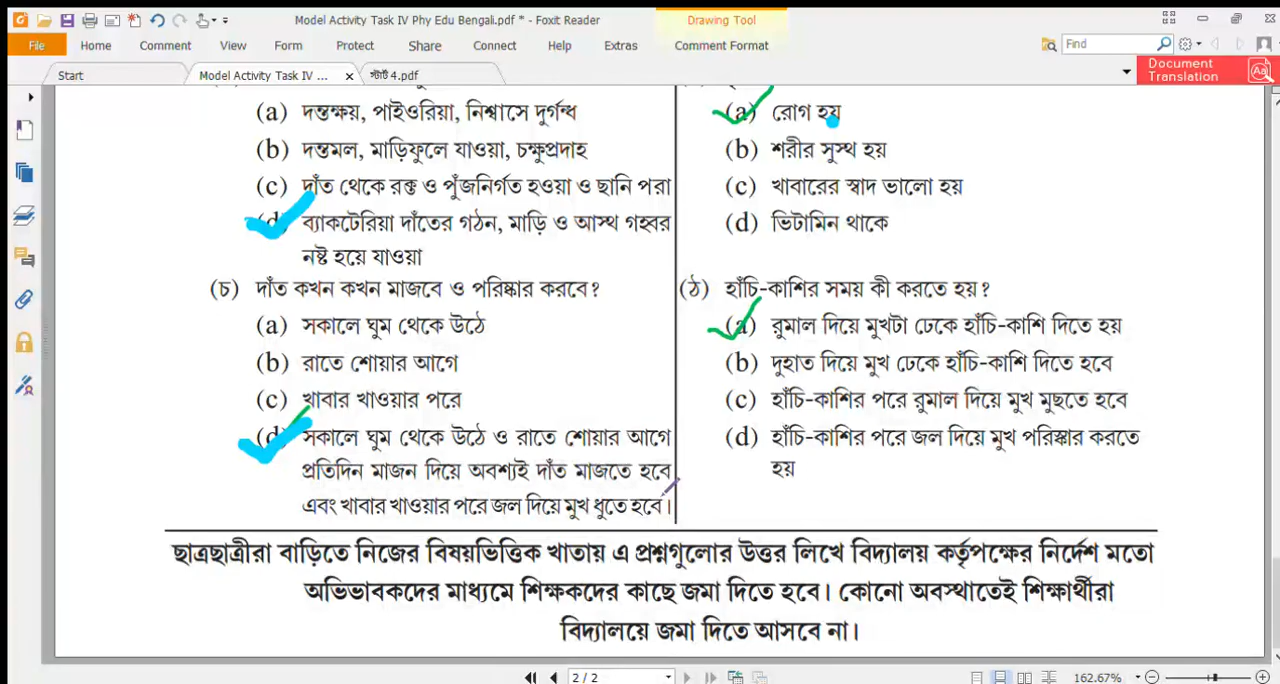 Model Activity Task IV Phy Edu Bengali.pdf * - Foxit Reader
Drawing Tool
File Home Comment View Form Protect Share Connect Help Extras Comment Format
Find
Document
Translation
Start
Model Activity Task IV ...
স্টার্ট 4.pdf
(a) দন্তক্ষয়, পাইওরিয়া, নিশ্বাসে দুর্গন্ধ
(b) দন্তমল, মাড়িফুলে যাওয়া, চক্ষুপ্রদাহ
(c) দাঁত থেকে রক্ত ও পুঁজনির্গত হওয়া ও ছানি পরা
(d) ব্যাকটেরিয়া দাঁতের গঠন, মাড়ি ও আস্থ গহ্বর
নষ্ট হয়ে যাওয়া
(চ) দাঁত কখন কখন মাজবে ও পরিষ্কার করবে?
(a) সকালে ঘুম থেকে উঠে
(b) রাতে শোয়ার আগে
(c) খাবার খাওয়ার পরে
(d) সকালে ঘুম থেকে উঠে ও রাতে শোয়ার আগে
প্রতিদিন মাজন দিয়ে অবশ্যই দাঁত মাজতে হবে
এবং খাবার খাওয়ার পরে জল দিয়ে মুখ ধুতে হবে।
(a) রোগ হয়
(b) শরীর সুস্থ হয়
(c) খাবারের স্বাদ ভালো হয়
(d) ভিটামিন থাকে
(ঠ) হাঁচি-কাশির সময় কী করতে হয়?
(a) রুমাল দিয়ে মুখটা ঢেকে হাঁচি-কাশি দিতে হয়
(b) দুহাত দিয়ে মুখ ঢেকে হাঁচি-কাশি দিতে হবে
(c) হাঁচি-কাশির পরে রুমাল দিয়ে মুখ মুছতে হবে
(d) হাঁচি-কাশির পরে জল দিয়ে মুখ পরিস্কার করতে
হয়
ছাত্রছাত্রীরা বাড়িতে নিজের বিষয়ভিত্তিক খাতায় এ প্রশ্নগুলোর উত্তর লিখে বিদ্যালয় কর্তৃপক্ষের নির্দেশ মতো
অভিভাবকদের মাধ্যমে শিক্ষকদের কাছে জমা দিতে হবে। কোনো অবস্থাতেই শিক্ষার্থীরা
বিদ্যালয়ে জমা দিতে আসবে না।
2 / 2
162.67%